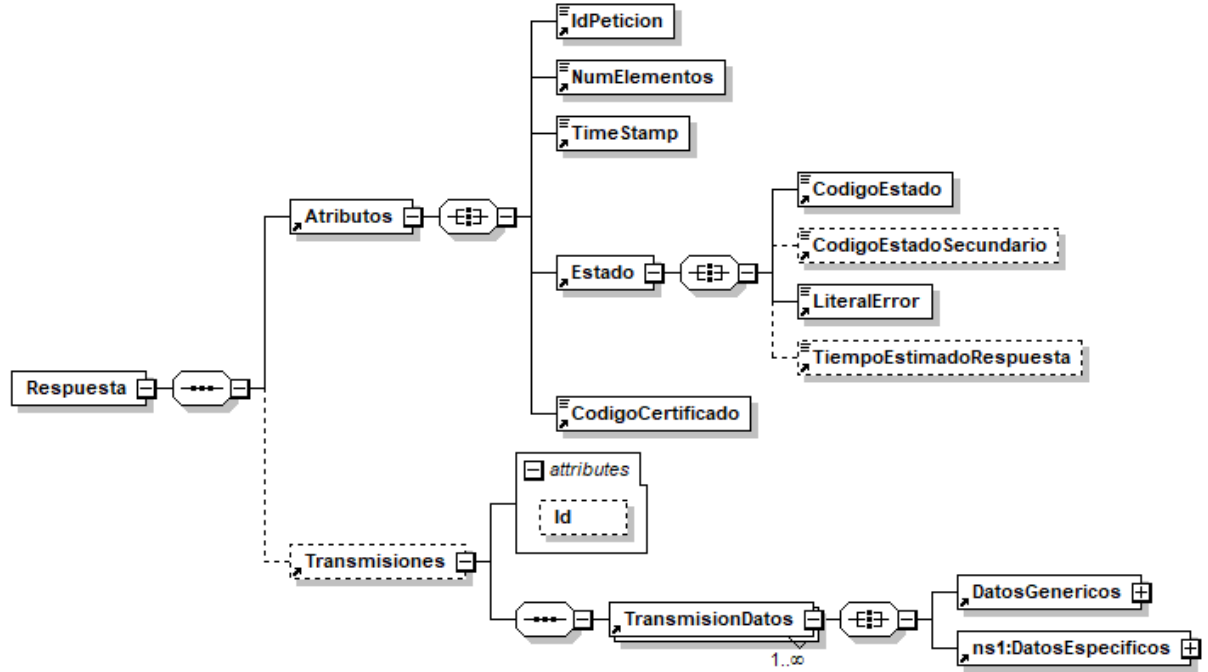 IdPeticion
NumElementos
TimeStamp
CodigoEstado
Atributos
CodigoEstadoSecundario
Estado
LiteralError
TiempoEstimadoRespuesta
Respuesta
CodigoCertificado
attributes
Id
Transmisiones
DatosGenericos
TransmisionDatos
ns1:DatosEspecificos
1..∞